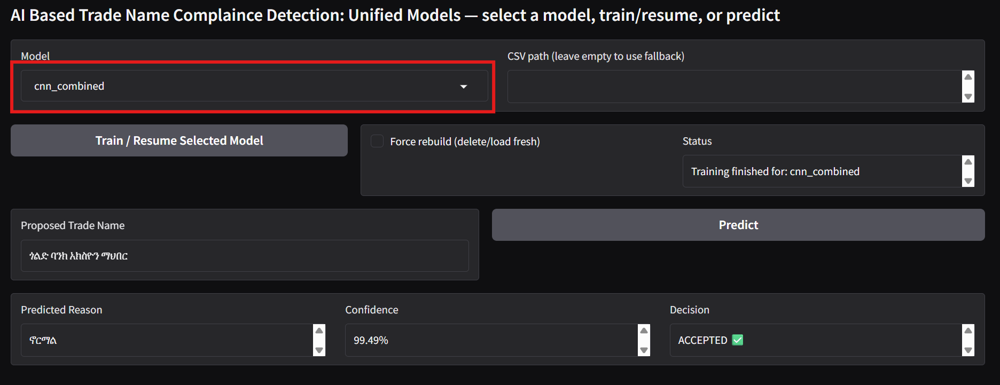 AI Based Trade Name Complaince Detection: Unified Models — select a model, train/resume, or predict
Model
CSV path (leave empty to use fallback)
cnn_combined
Train / Resume Selected Model
Force rebuild (delete/load fresh)
Status
Training finished for: cnn_combined
Proposed Trade Name
Predict
ጎልድ ባንክ አክስዮን ማህበር
Predicted Reason
Confidence
Decision
ኖርማል
99.49%
ACCEPTED ✅